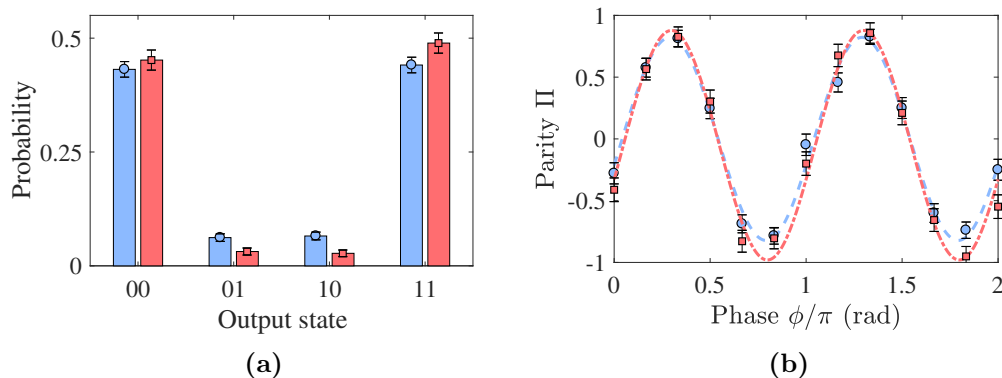 0.5
0.25
0
Probability
00 01 10 11
Output state
(a)
1
0.5
0
-0.5
-1
Parity Π
0 0.5 1 1.5 2
Phase ϕ/π (rad)
(b)